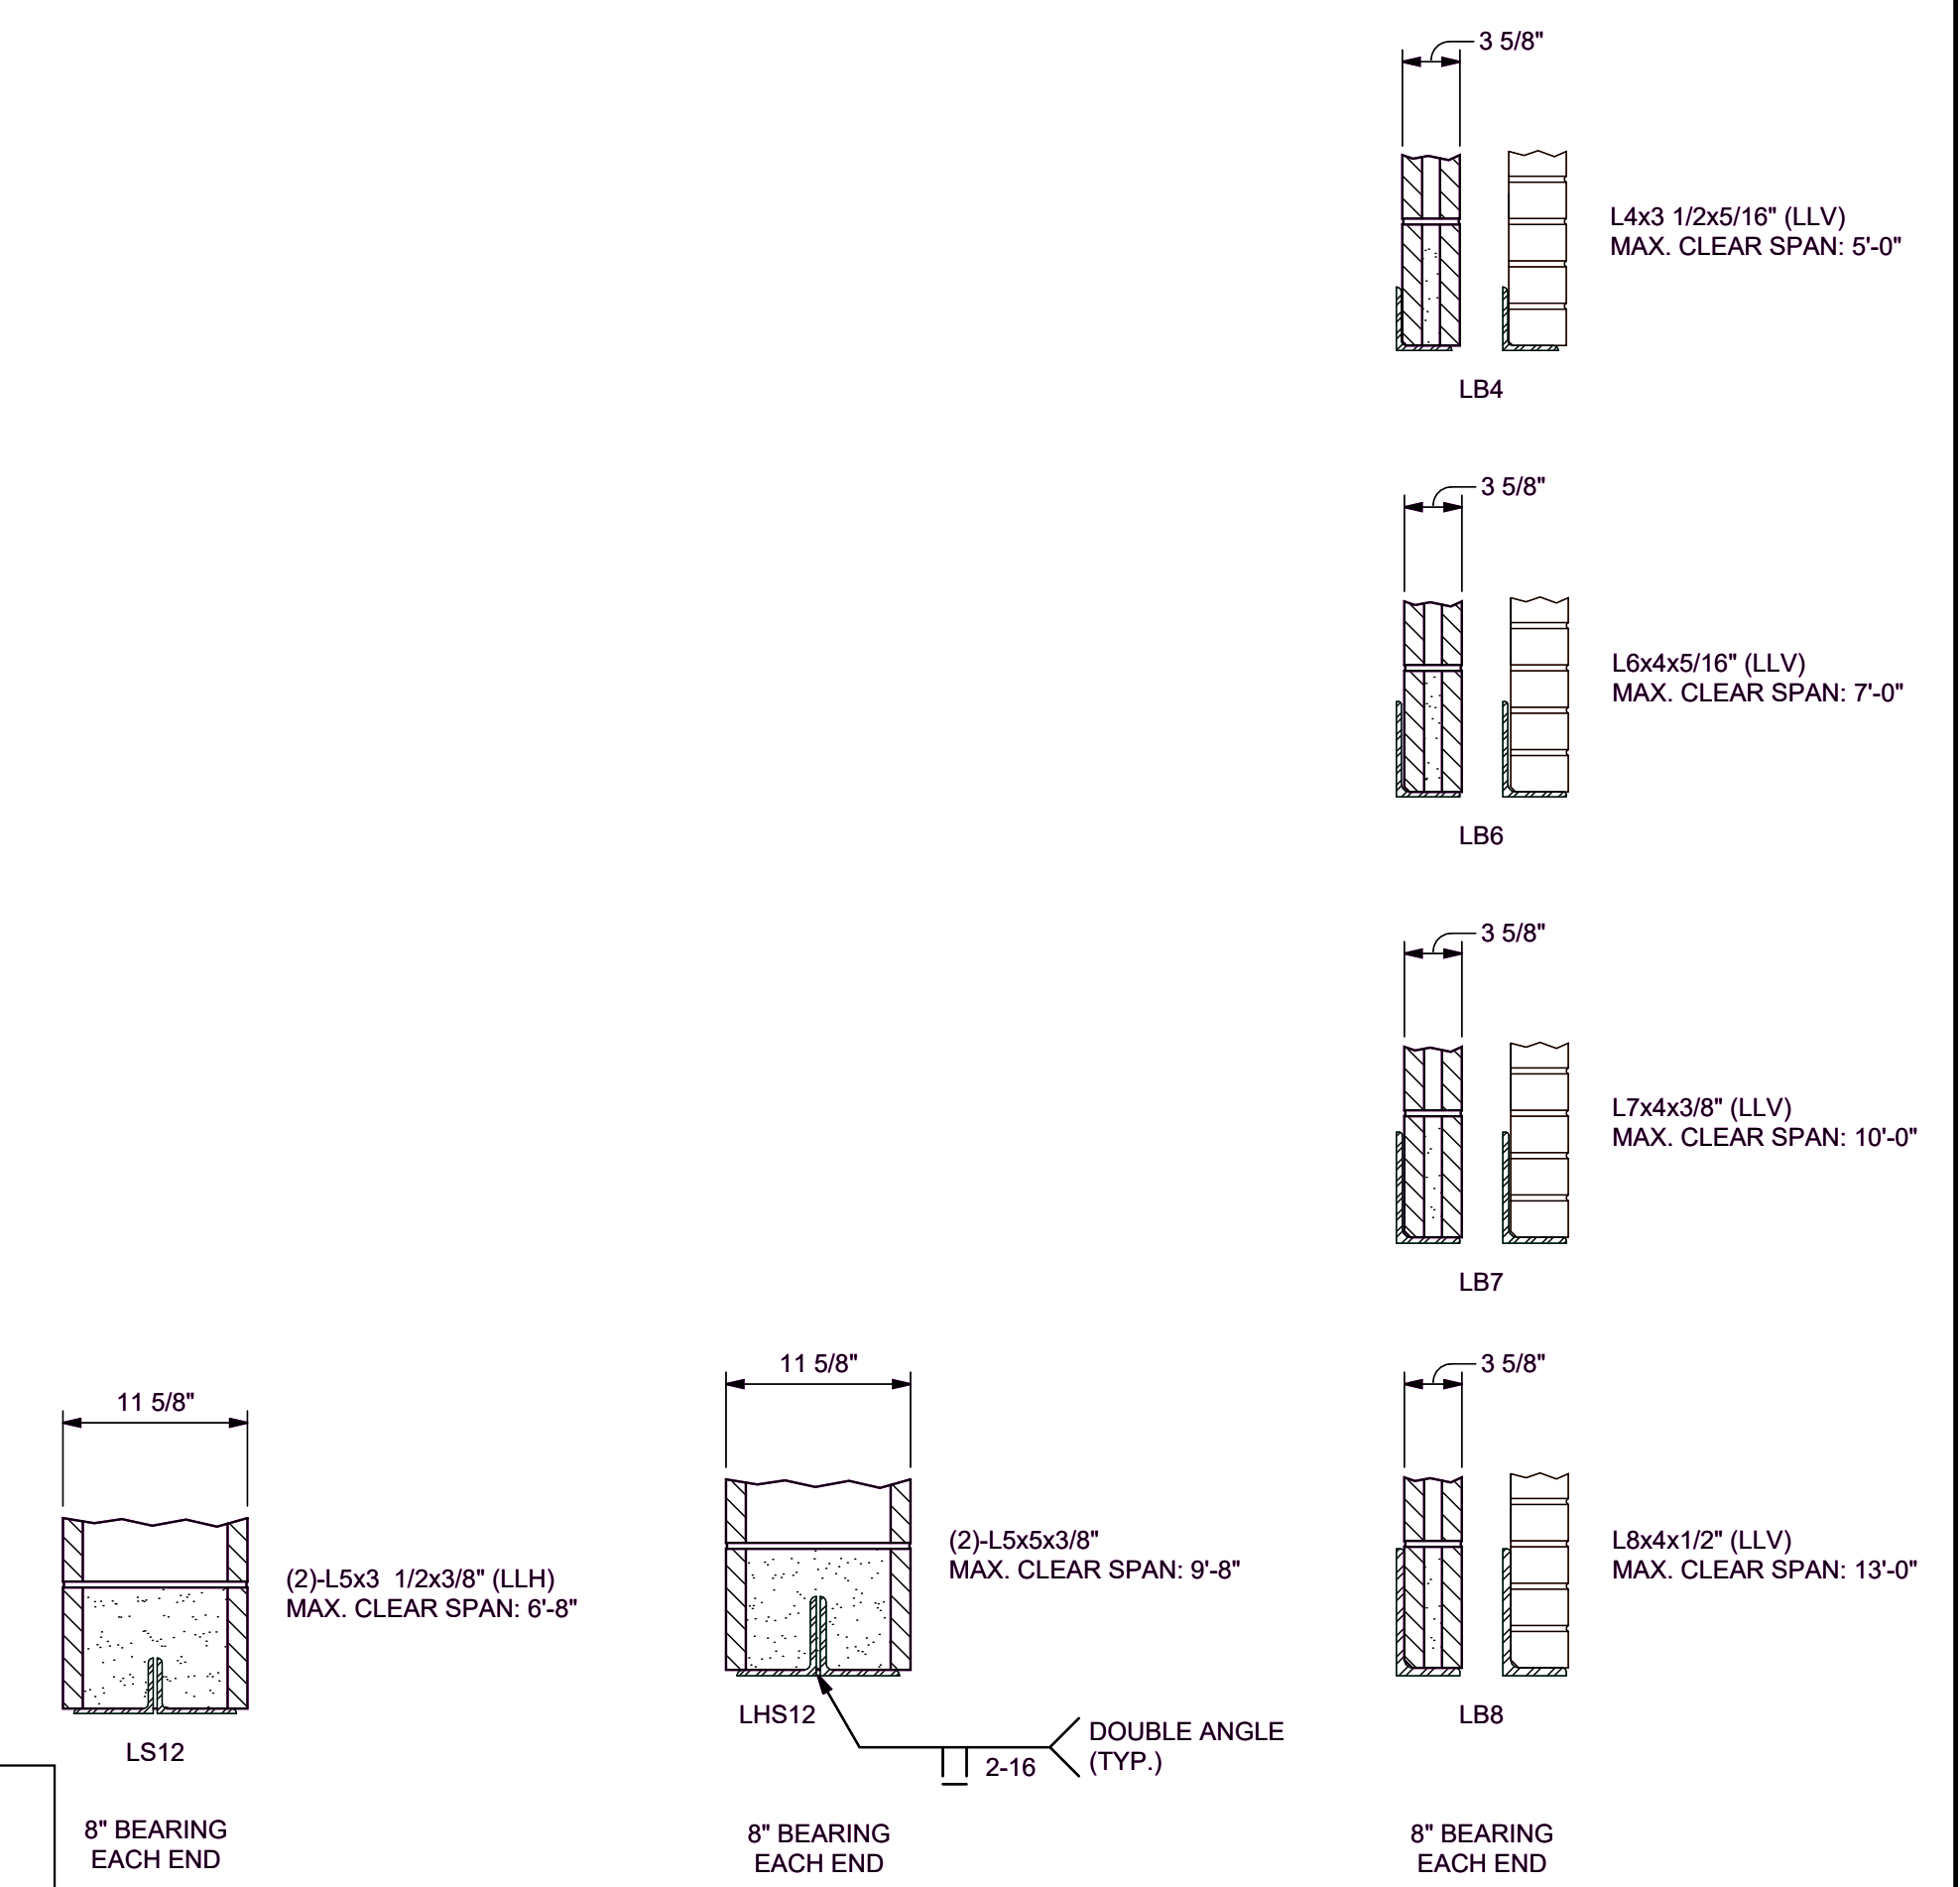 3 5/8"
L4x3 1/2x5/16" (LLV)
MAX. CLEAR SPAN: 5'-0"
LB4
3 5/8"
L6x4x5/16" (LLV)
MAX. CLEAR SPAN: 7'-0"
LB6
3 5/8"
L7x4x3/8" (LLV)
MAX. CLEAR SPAN: 10'-0"
LB7
11 5/8"
(2)-L5x3  1/2x3/8" (LLH)
MAX. CLEAR SPAN: 6'-8"
LS12
8" BEARING
EACH END
11 5/8"
(2)-L5x5x3/8"
MAX. CLEAR SPAN: 9'-8"
LHS12
DOUBLE ANGLE
(TYP.)
2-16
8" BEARING
EACH END
3 5/8"
L8x4x1/2" (LLV)
MAX. CLEAR SPAN: 13'-0"
LB8
8" BEARING
EACH END